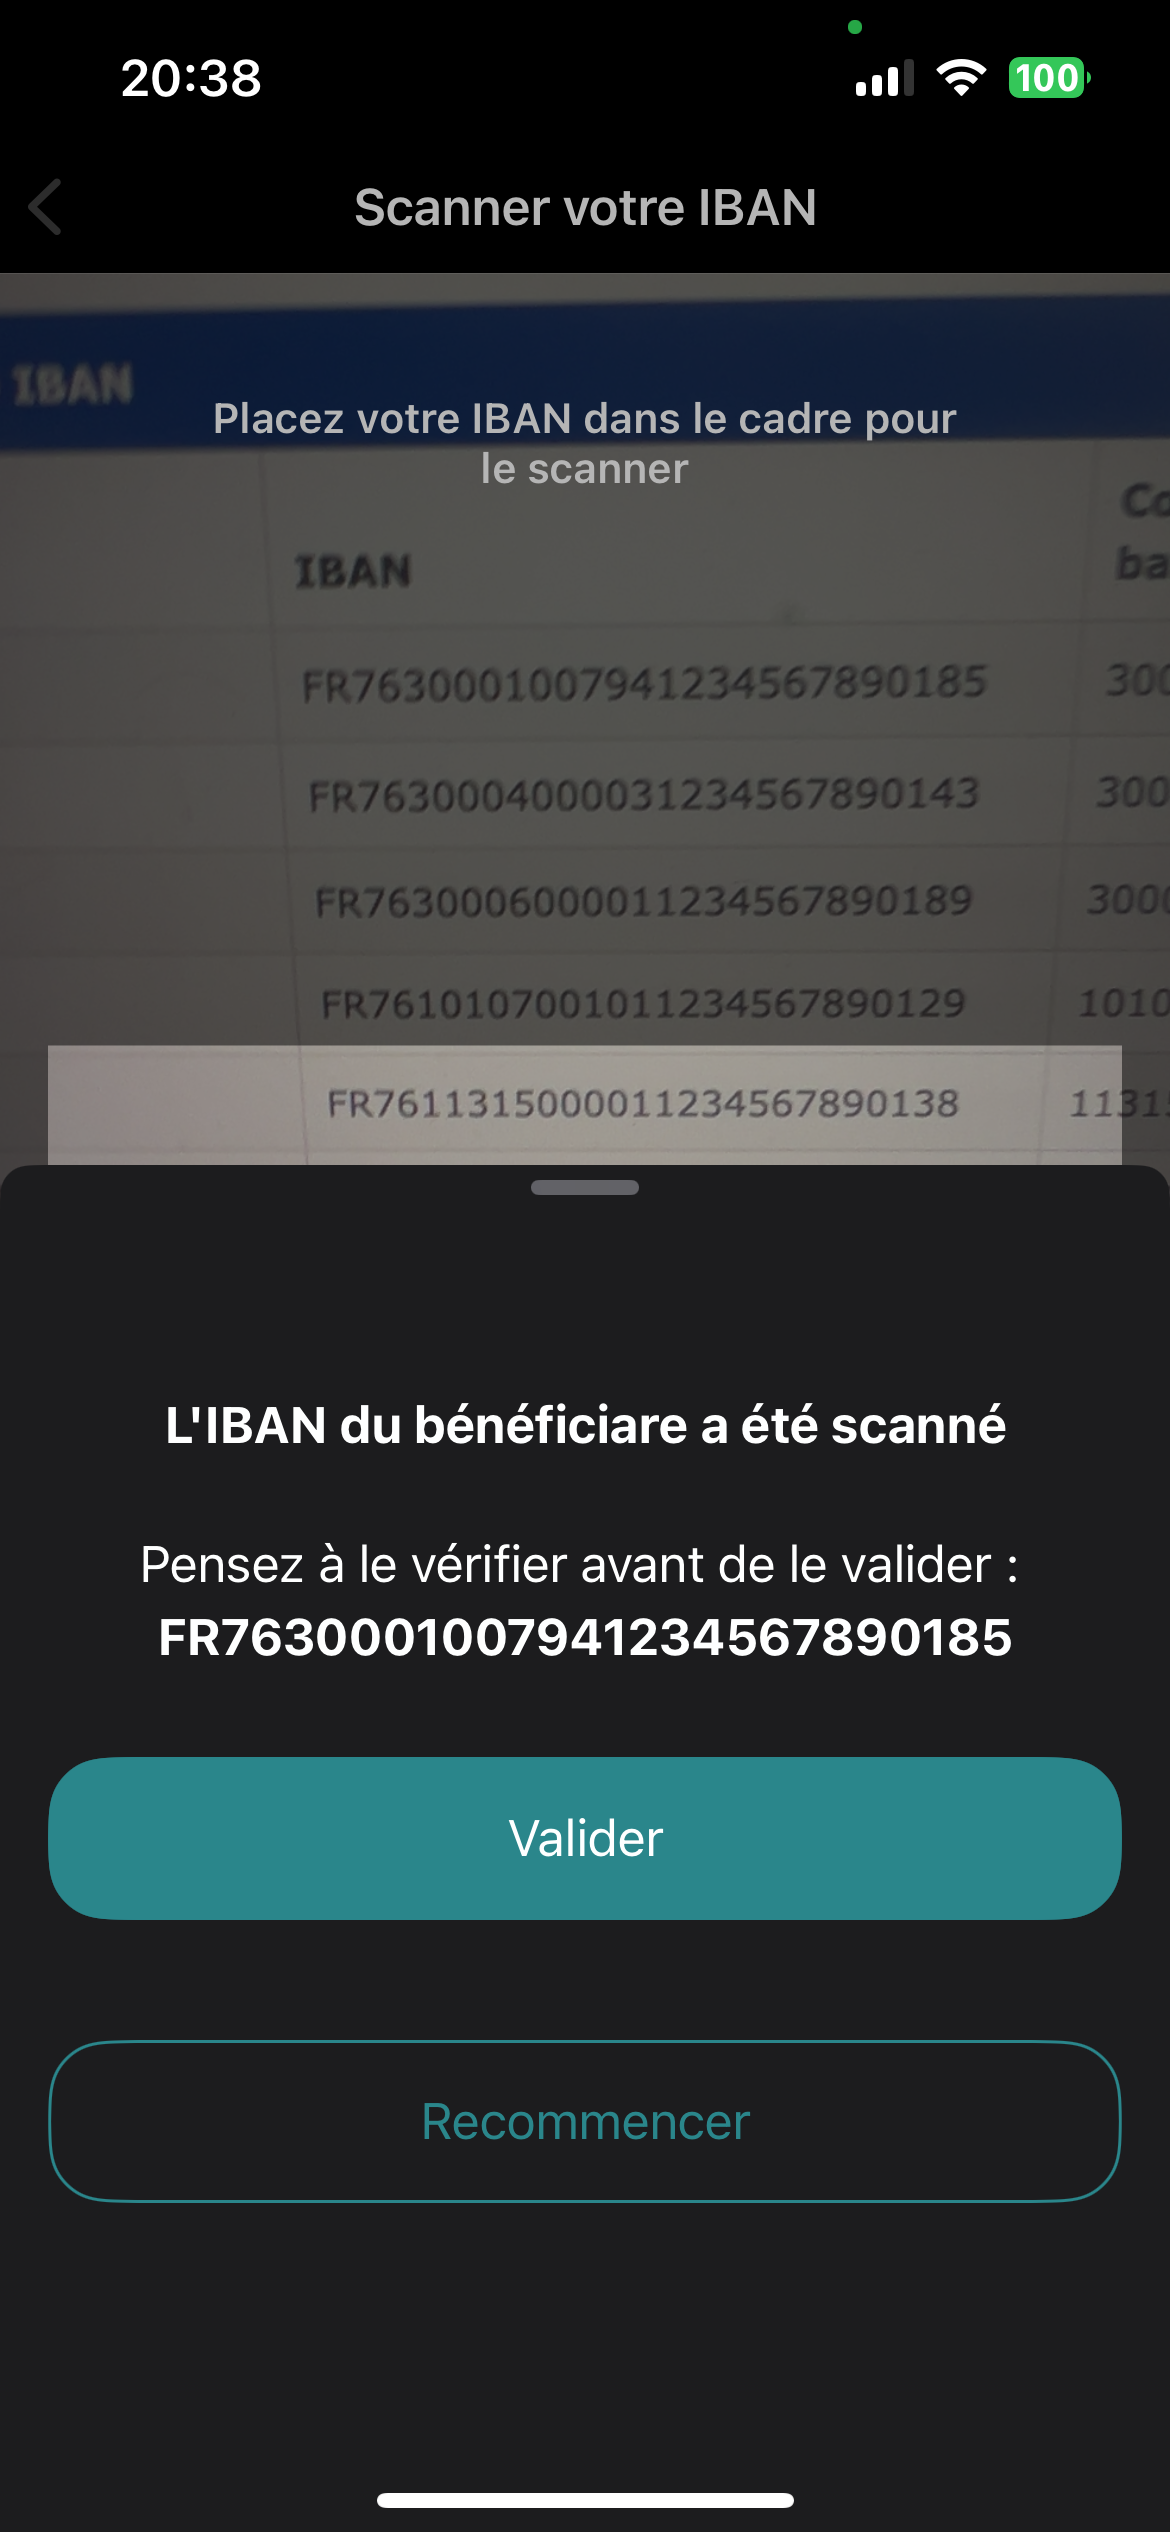 20:38
100
Scanner votre IBAN
IBAN
Placez votre IBAN dans le cadre pour
le scanner
Co
IBAN
ba
FR7630001007941234567890185
300
FR7630004000031234567890143
300
FR7630006000011234567890189
3000
FR7610107001011234567890129
1010
FR7611315000011234567890138
1131
L'IBAN du bénéficiare a été scanné
Pensez à le vérifier avant de le valider :
FR7630001007941234567890185
Valider
Recommencer